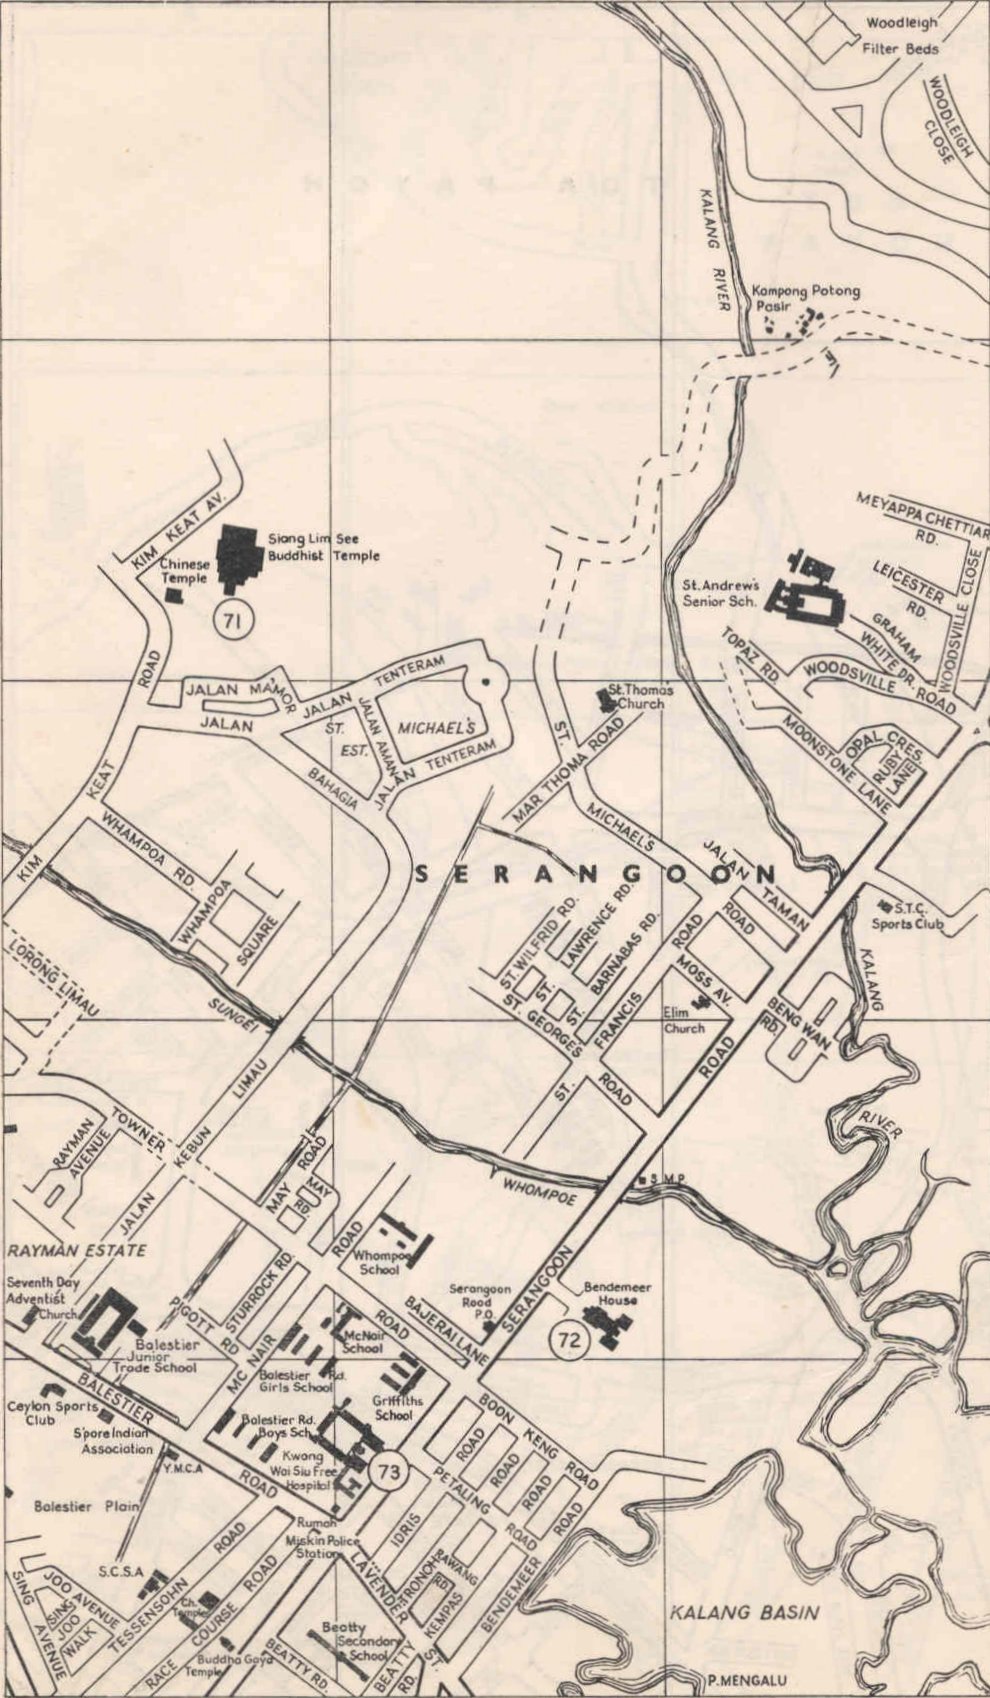 Woodleigh
Filter Beds
WOODLEIGH
CLOSE
KALANG RIVER
Kampong Potong
Pasir
KIM KEAT AV.
Siang Lim See
Buddhist Temple
Chinese
Temple
71
MEYAPPA CHETTIAR
RD.
LEICESTER
RD.
WOODSVILLE CLOSE
St. Andrew's
Senior Sch.
GRAHAM
WHITE DR.
TOPAZ RD.
WOODSVILLE ROAD
JALAN MA'MOR
JALAN TENTERAM
JALAN
BAHAGIA
JALAN AMAN
ST. MICHAEL'S
EST.
JALAN TENTERAM
St. Thomas
Church
MAR THOMA ROAD
ST. MICHAEL'S ROAD
MOONSTONE LANE
OPAL CRES.
RUBY
LANE
KIM KEAT ROAD
WHAMPOA RD.
WHAMPOA
SQUARE
SERANGOON
JALAN TAMAN
S.T.C.
Sports Club
LORONG LIMAU
SUNGEI WHOMPOE
ST. WILFRID RD.
LAWRENCE RD.
ST.
BARNABAS RD.
ST.
ST. GEORGES ROAD
ST. FRANCIS ROAD
MOSS AV.
Elim
Church
BENG WAN
RD.
KALANG
RIVER
JALAN KEBUN LIMAU
TOWNER ROAD
RAYMAN
AVENUE
MAY ROAD
MAY
RD.
S.M.P.
RAYMAN ESTATE
Seventh Day
Adventist
Church
Balestier
Junior
Trade School
PIGOTT RD
STURROCK RD.
MC NAIR ROAD
Whompoe
School
Serangoon
Road
P.O.
SERANGOON ROAD
Bendemeer
House
72
BAJERAI LANE
McNair
School
Balestier Rd.
Girls School
Griffiths
School
BALESTIER ROAD
Ceylon Sports
Club
S'pore Indian
Association
Y.M.C.A
Balestier Rd.
Boys Sch.
Kwong
Wai Siu Free
Hospital
73
BOON KENG ROAD
PETALING ROAD
ROAD
ROAD
ROAD
Balestier Plain
Rumah
Miskin Police
Station
IDRIS
TRONOH
RAWANG
RD.
KEMPAS
BENDEMEER ROAD
LAVENDER ST.
S.C.S.A
SING JOO AVENUE
SING
JOO
WALK
SING AVENUE
TESSENSOHN ROAD
Ch.
Temple
RACE COURSE ROAD
Buddha Gaya
Temple
BEATTY RD.
Beatty
Secondary
School
BEATTY
RD.
KALANG BASIN
P. MENGALU